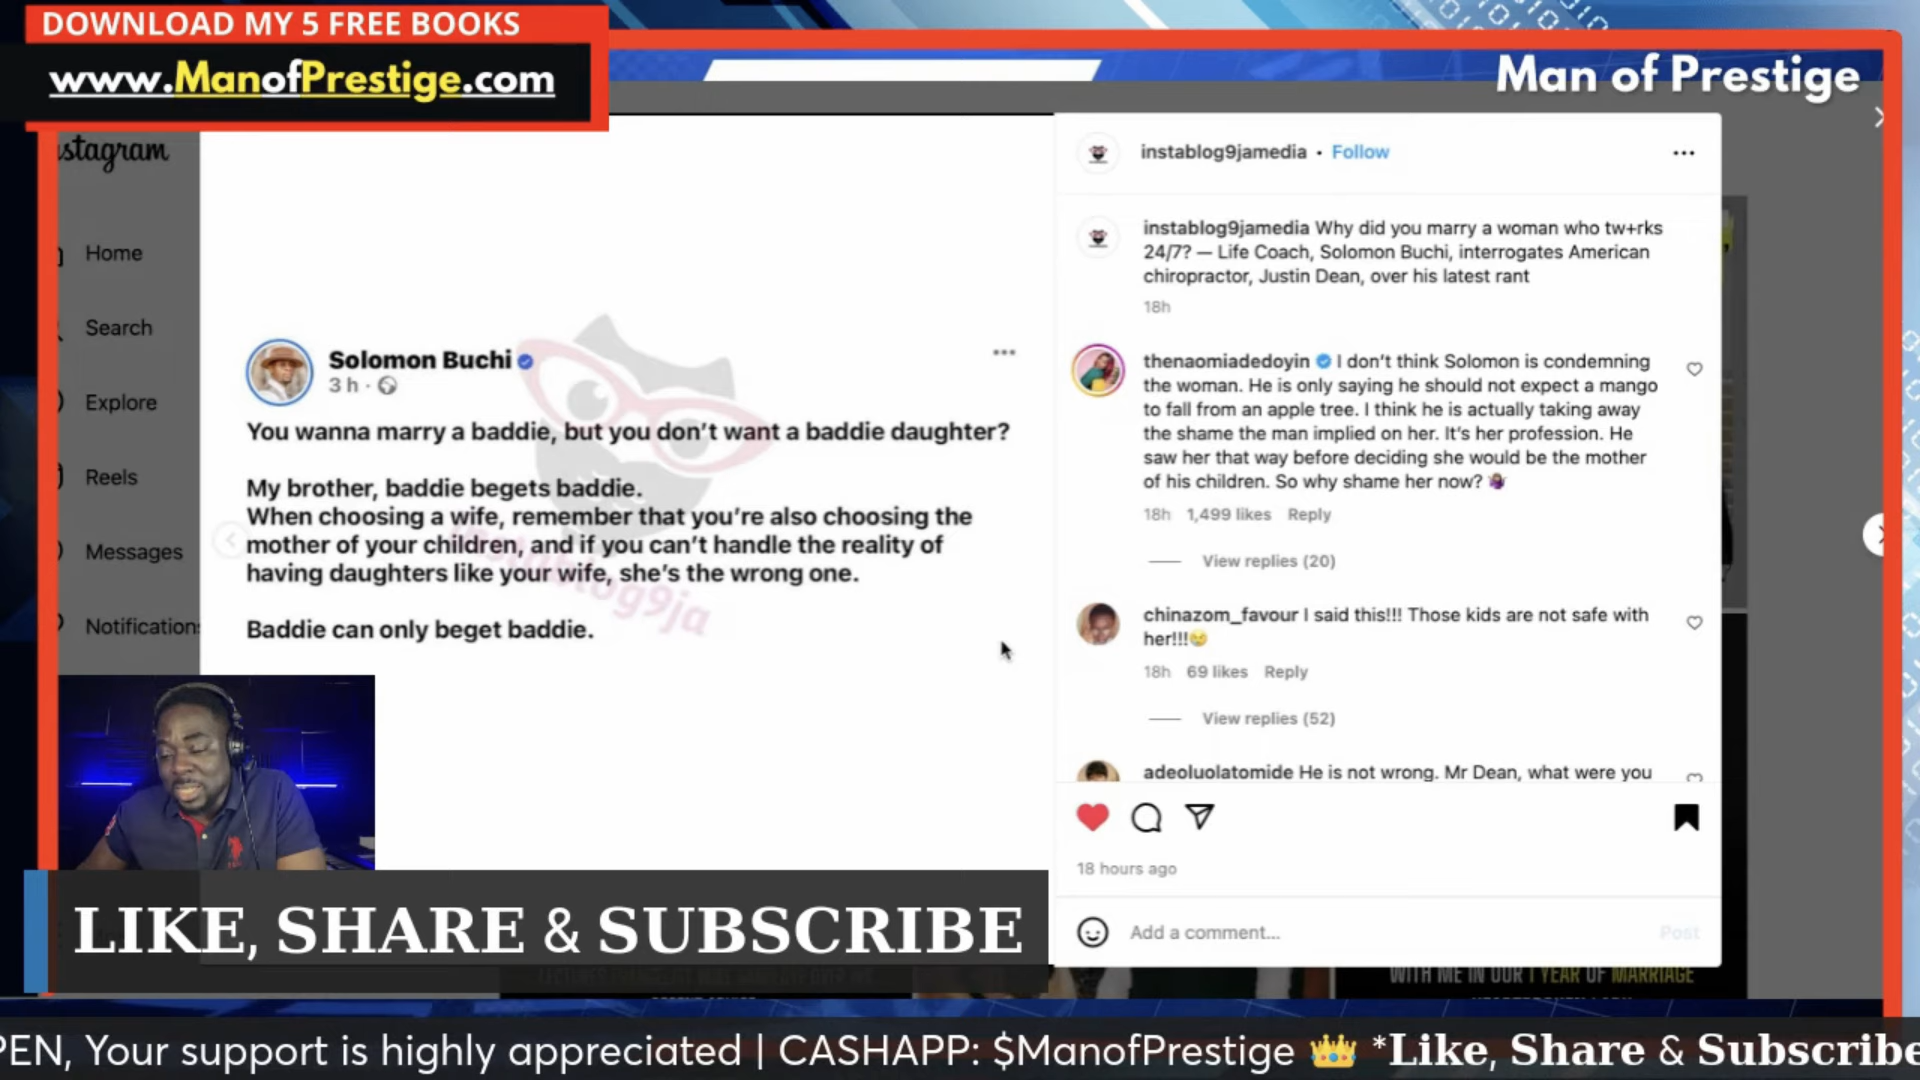 DOWNLOAD MY 5 FREE BOOKS
www.ManofPrestige.com
Man of Prestige
stagram
Home
Search
Explore
Reels
Messages
Notification
Solomon Buchi
3 h ·
You wanna marry a baddie, but you don't want a baddie daughter?
My brother, baddie begets baddie.
When choosing a wife, remember that you're also choosing the
mother of your children, and if you can't handle the reality of
having daughters like your wife, she's the wrong one.
Baddie can only beget baddie.
instablog9jamedia • Follow
instablog9jamedia Why did you marry a woman who tw+rks
24/7? — Life Coach, Solomon Buchi, interrogates American
chiropractor, Justin Dean, over his latest rant
18h
thenaomiadedoyin I don't think Solomon is condemning
the woman. He is only saying he should not expect a mango
to fall from an apple tree. I think he is actually taking away
the shame the man implied on her. It's her profession. He
saw her that way before deciding she would be the mother
of his children. So why shame her now? 🤷🏾‍♀️
18h 1,499 likes Reply
View replies (20)
chinazom_favour I said this!!! Those kids are not safe with
her!!!😢
18h 69 likes Reply
View replies (52)
adeoluolatomide He is not wrong. Mr Dean, what were you
18 hours ago
Add a comment...
Post
WITH ME IN OUR 1 YEAR OF MARRIAGE
LIKE, SHARE & SUBSCRIBE
PEN, Your support is highly appreciated | CASHAPP: $ManofPrestige 👑👑 *Like, Share & Subscribe